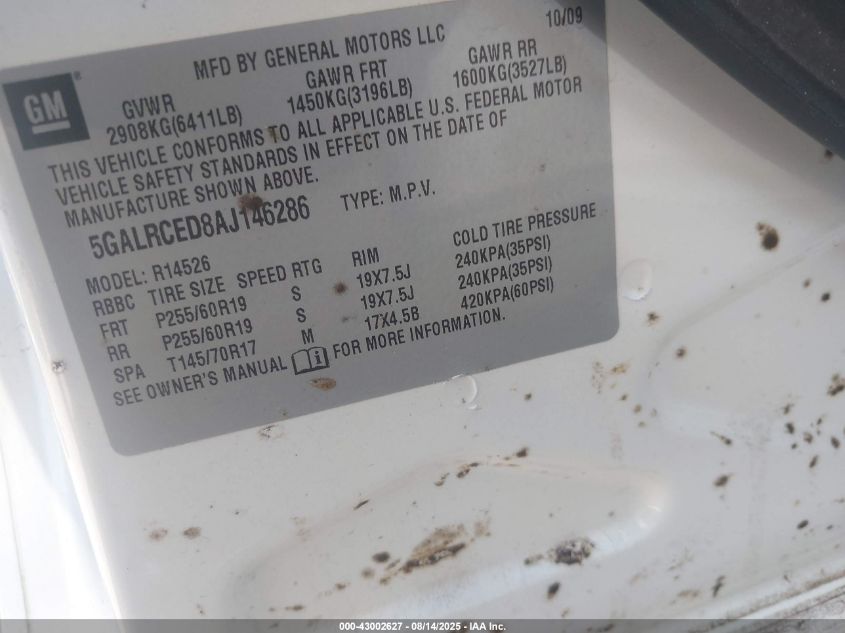 10/09
MFD BY GENERAL MOTORS LLC
GM®
GVWR GAWR FRT GAWR RR
2908KG(6411LB) 1450KG(3196LB) 1600KG(3527LB)
THIS VEHICLE CONFORMS TO ALL APPLICABLE U.S. FEDERAL MOTOR
VEHICLE SAFETY STANDARDS IN EFFECT ON THE DATE OF
MANUFACTURE SHOWN ABOVE.
5GALRCED8AJ146286 TYPE: M.P.V.
MODEL: R14526
RBBC TIRE SIZE SPEED RTG RIM COLD TIRE PRESSURE
FRT P255/60R19 S 19X7.5J 240KPA(35PSI)
RR P255/60R19 S 19X7.5J 240KPA(35PSI)
SPA T145/70R17 M 17X4.5B 420KPA(60PSI)
SEE OWNER'S MANUAL FOR MORE INFORMATION.
000-43002627 - 08/14/2025 - IAA Inc.